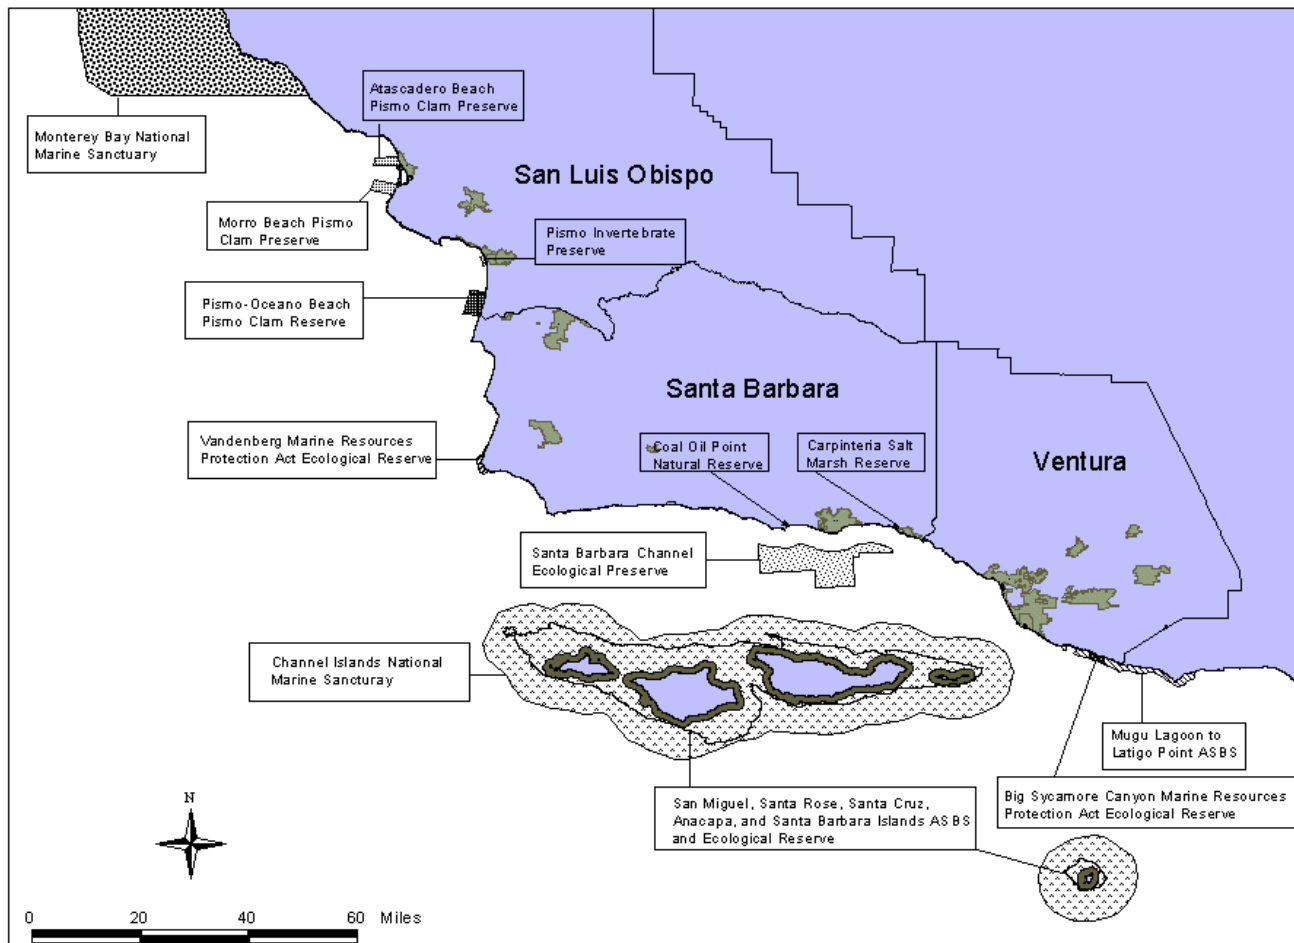 Atascadero Beach
Pismo Clam Preserve
Monterey Bay National
Marine Sanctuary
San Luis Obispo
Morro Beach Pismo
Clam Preserve
Pismo Invertebrate
Preserve
Pismo-Oceano Beach
Pismo Clam Reserve
Santa Barbara
Vandenberg Marine Resources
Protection Act Ecological Reserve
Coal Oil Point
Natural Reserve
Carpinteria Salt
Marsh Reserve
Ventura
Santa Barbara Channel
Ecological Preserve
Channel Islands National
Marine Sancturay
Mugu Lagoon to
Latigo Point ASBS
San Miguel, Santa Rose, Santa Cruz,
Anacapa, and Santa Barbara Islands ASBS
and Ecological Reserve
Big Sycamore Canyon Marine Resources
Protection Act Ecological Reserve
N
0 20 40 60 Miles